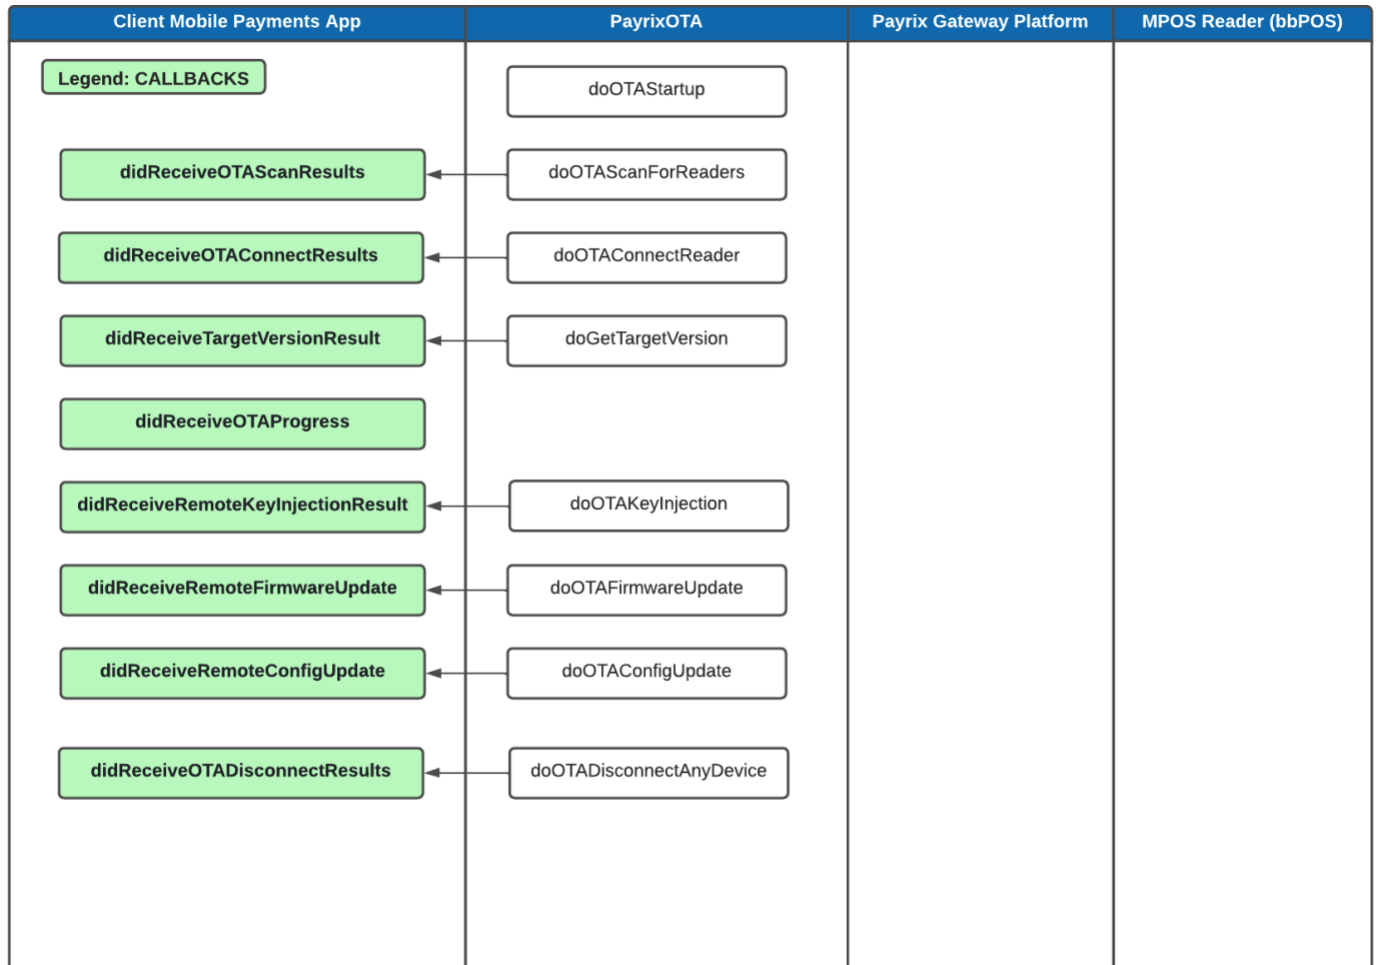 Client Mobile Payments App
PayrixOTA
Payrix Gateway Platform
MPOS Reader (bbPOS)
Legend: CALLBACKS
doOTAStartup
didReceiveOTAScanResults
doOTAScanForReaders
didReceiveOTAConnectResults
doOTAConnectReader
didReceiveTargetVersionResult
doGetTargetVersion
didReceiveOTAProgress
didReceiveRemoteKeyInjectionResult
doOTAKeyInjection
didReceiveRemoteFirmwareUpdate
doOTAFirmwareUpdate
didReceiveRemoteConfigUpdate
doOTAConfigUpdate
didReceiveOTADisconnectResults
doOTADisconnectAnyDevice